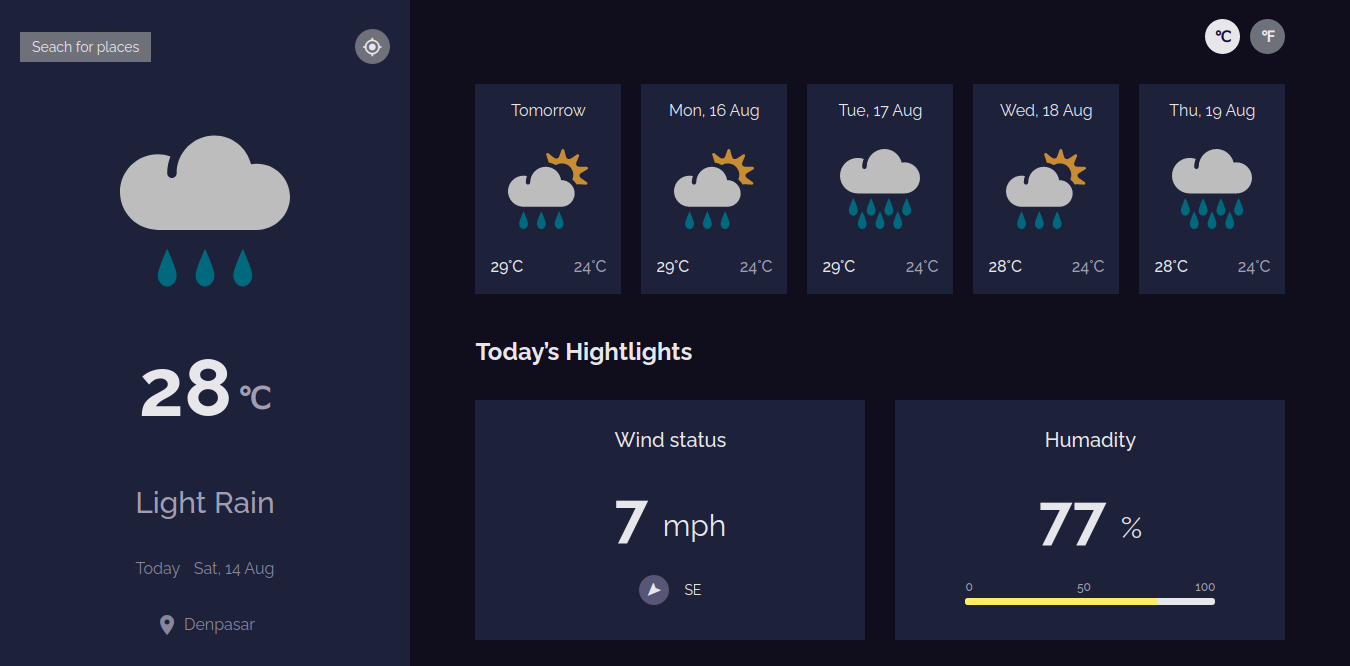 Seach for places
28 °C
Light Rain
Today Sat, 14 Aug
Denpasar
°C °F
Tomorrow
29°C 24°C
Mon, 16 Aug
29°C 24°C
Tue, 17 Aug
29°C 24°C
Wed, 18 Aug
28°C 24°C
Thu, 19 Aug
28°C 24°C
Today's Hightlights
Wind status
7 mph
SE
Humadity
77 %
0 50 100